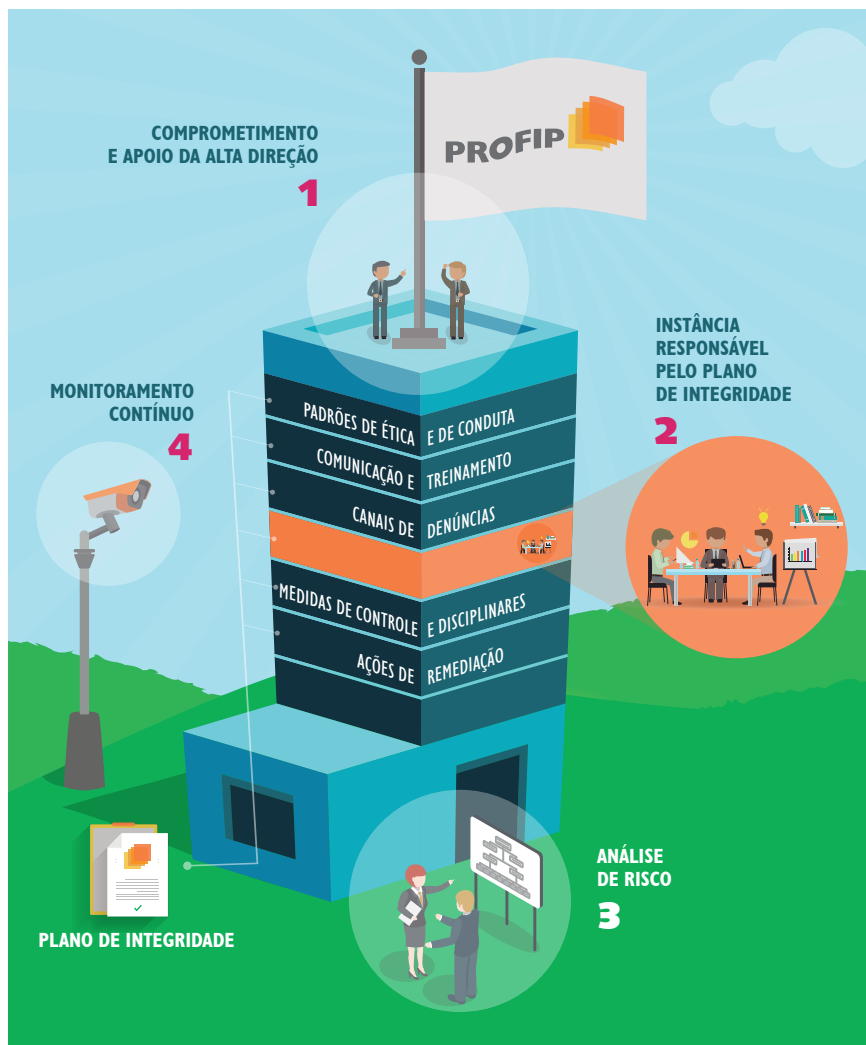 PROFIP
COMPROMETIMENTO
E APOIO DA ALTA DIREÇÃO
1
INSTÂNCIA
RESPONSÁVEL
PELO PLANO
DE INTEGRIDADE
2
MONITORAMENTO
CONTÍNUO
4
PADRÕES DE ÉTICA E DE CONDUTA
COMUNICAÇÃO E TREINAMENTO
CANAIS DE DENÚNCIAS
MEDIDAS DE CONTROLE E DISCIPLINARES
AÇÕES DE REMEDIAÇÃO
ANÁLISE
DE RISCO
3
PLANO DE INTEGRIDADE